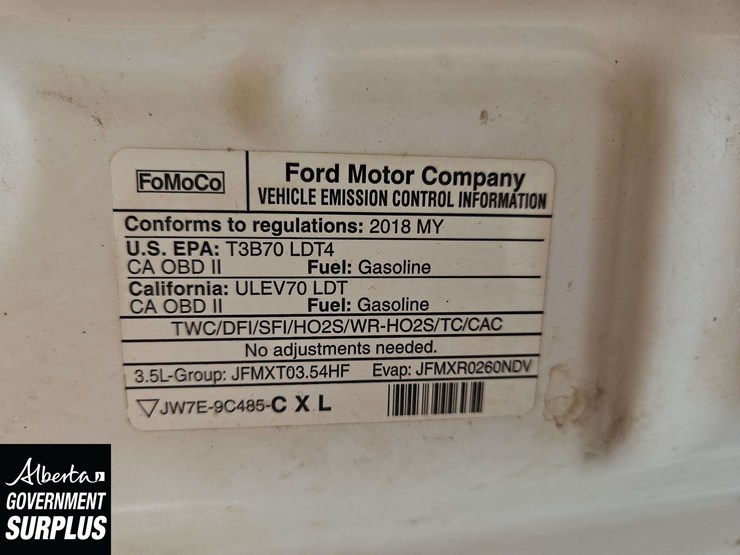 FoMoCo
Ford Motor Company
VEHICLE EMISSION CONTROL INFORMATION
Conforms to regulations: 2018 MY
U.S. EPA: T3B70 LDT4
CA OBD II Fuel: Gasoline
California: ULEV70 LDT
CA OBD II Fuel: Gasoline
TWC/DFI/SFI/HO2S/WR-HO2S/TC/CAC
No adjustments needed.
3.5L-Group: JFMXT03.54HF Evap: JFMXR0260NDV
JW7E-9C485-C X L
Alberta
GOVERNMENT
SURPLUS